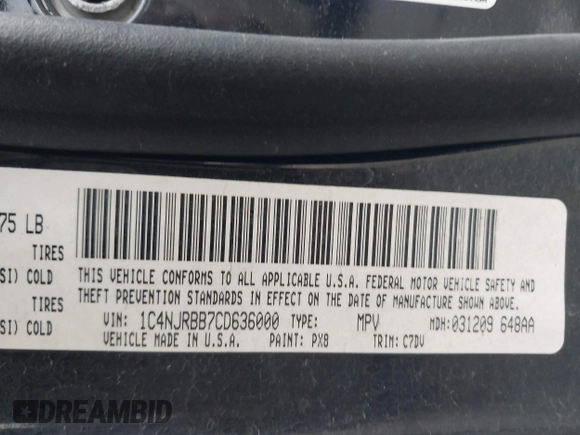 75 LB
TIRES
SI) COLD
TIRES
SI) COLD
THIS VEHICLE CONFORMS TO ALL APPLICABLE U.S.A. FEDERAL MOTOR VEHICLE SAFETY AND
THEFT PREVENTION STANDARDS IN EFFECT ON THE DATE OF MANUFACTURE SHOWN ABOVE.
VIN: 1C4NJRBB7CD636000 TYPE: MPV MDH:031209 648AA
VEHICLE MADE IN U.S.A. PAINT: PX8 TRIM: C7DV
DREAMBID